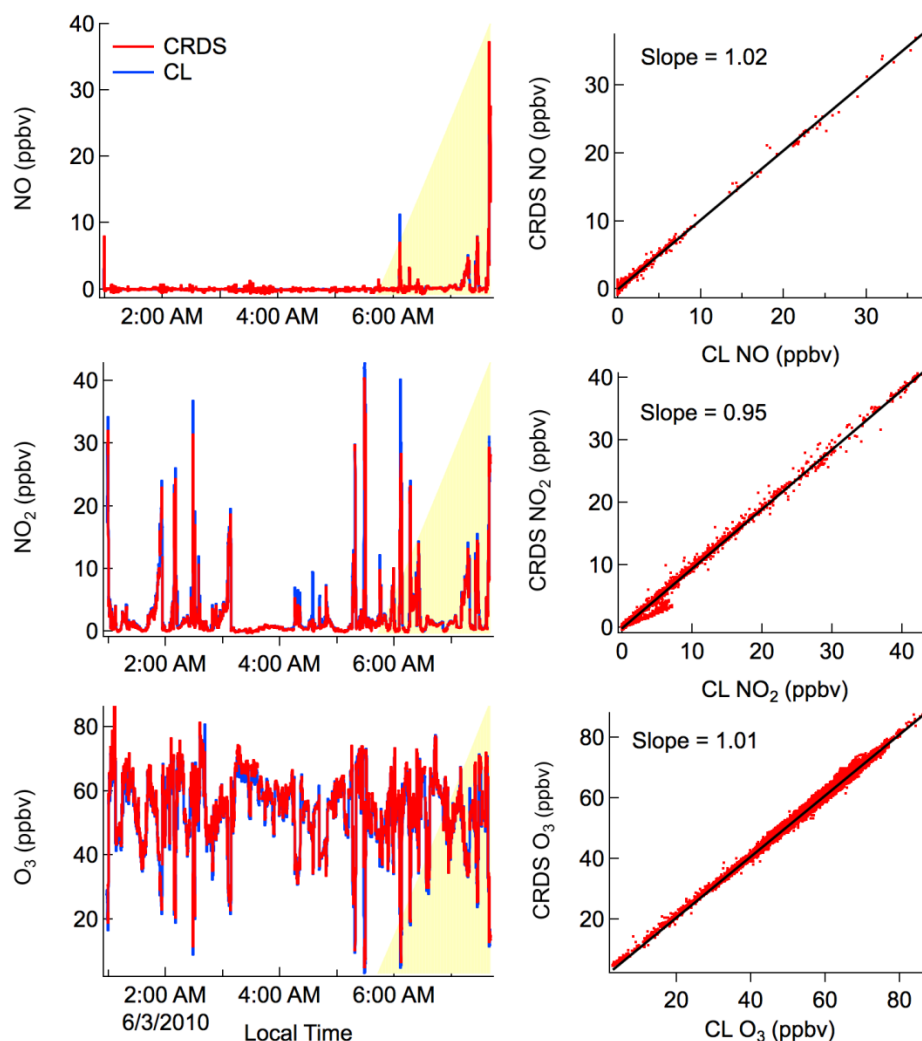 40
30
20
10
0
NO (ppbv)
CRDS
CL
2:00 AM
4:00 AM
6:00 AM
Slope = 1.02
30
20
10
0
CRDS NO (ppbv)
0
10
20
30
CL NO (ppbv)
40
30
20
10
0
NO₂ (ppbv)
2:00 AM
4:00 AM
6:00 AM
Slope = 0.95
40
30
20
10
0
CRDS NO₂ (ppbv)
0
10
20
30
40
CL NO₂ (ppbv)
80
60
40
20
O₃ (ppbv)
2:00 AM
4:00 AM
6:00 AM
6/3/2010
Local Time
Slope = 1.01
80
60
40
20
CRDS O₃ (ppbv)
20
40
60
80
CL O₃ (ppbv)